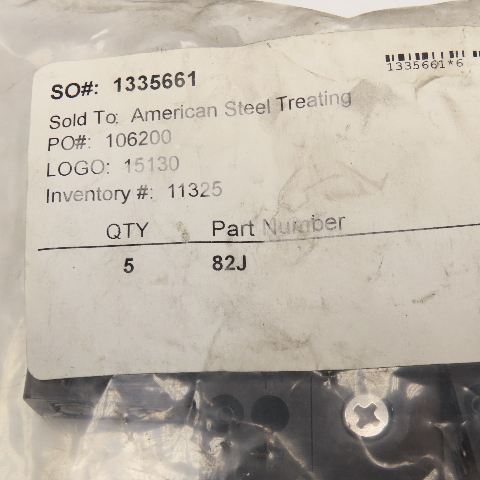 SO#: 1335661
1335661*6
Sold To: American Steel Treating
PO#: 106200
LOGO: 15130
Inventory #: 11325
QTY Part Number
5 82J